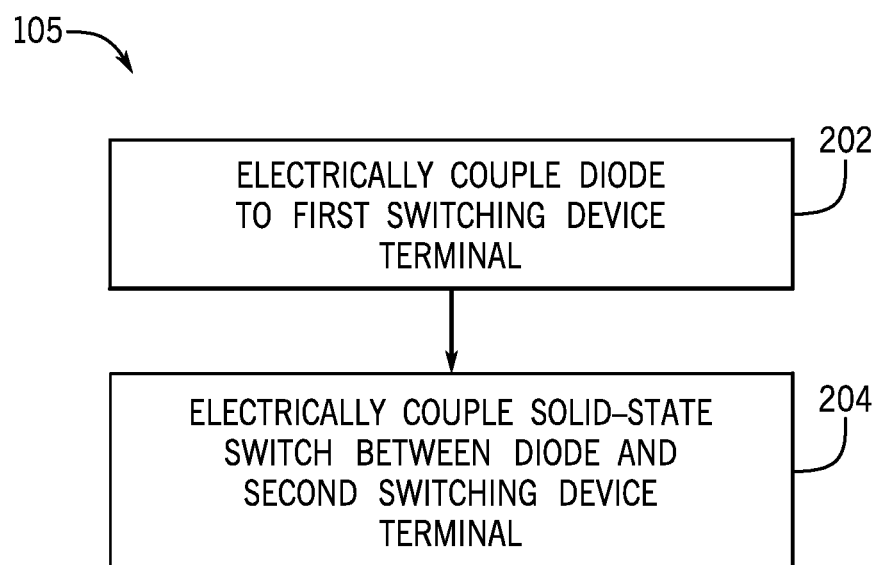 105
202
ELECTRICALLY COUPLE DIODE
TO FIRST SWITCHING DEVICE
TERMINAL
204
ELECTRICALLY COUPLE SOLID–STATE
SWITCH BETWEEN DIODE AND
SECOND SWITCHING DEVICE
TERMINAL